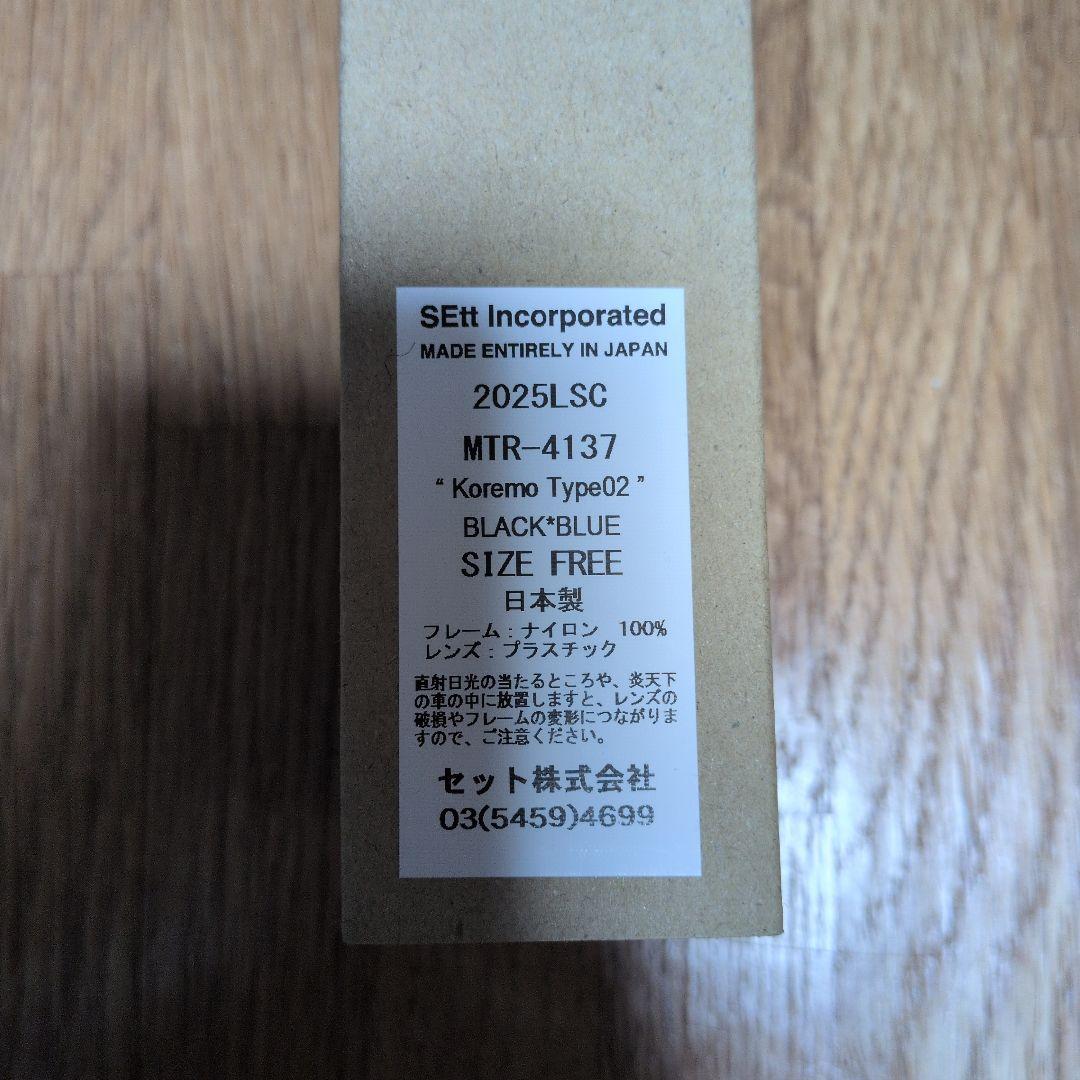 SEtt Incorporated
MADE ENTIRELY IN JAPAN
2025LSC
MTR-4137
“ Koremo Type02 ”
BLACK*BLUE
SIZE FREE
日本製
フレーム : ナイロン 100%
レンズ : プラスチック
直射日光の当たるところや、炎天下
の車の中に放置しますと、レンズの
破損やフレームの変形につながりま
すので、ご注意ください。
セット株式会社
03(5459)4699